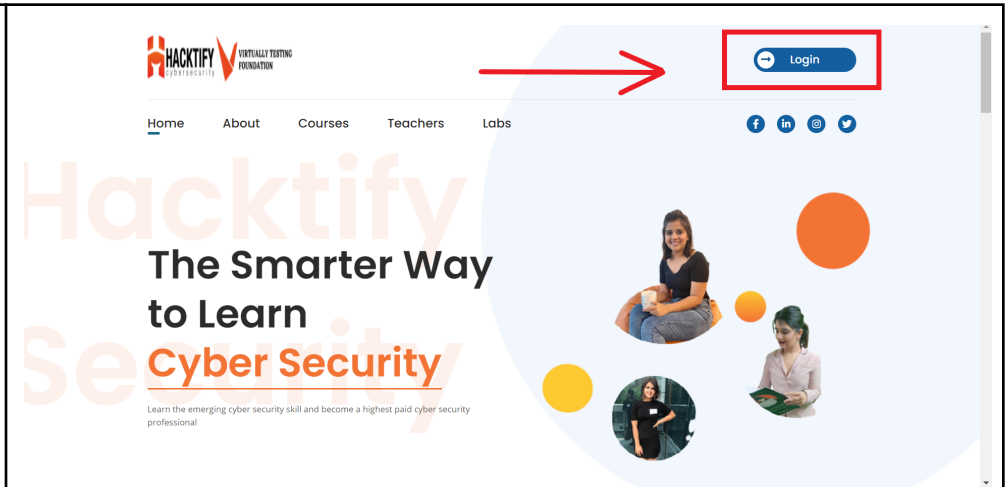 HACKTIFY
cybersecurity
VIRTUALLY TESTING
FOUNDATION
Login
Home About Courses Teachers Labs
Hacktify
Security
The Smarter Way
to Learn
Cyber Security
Learn the emerging cyber security skill and become a highest paid cyber security
professional